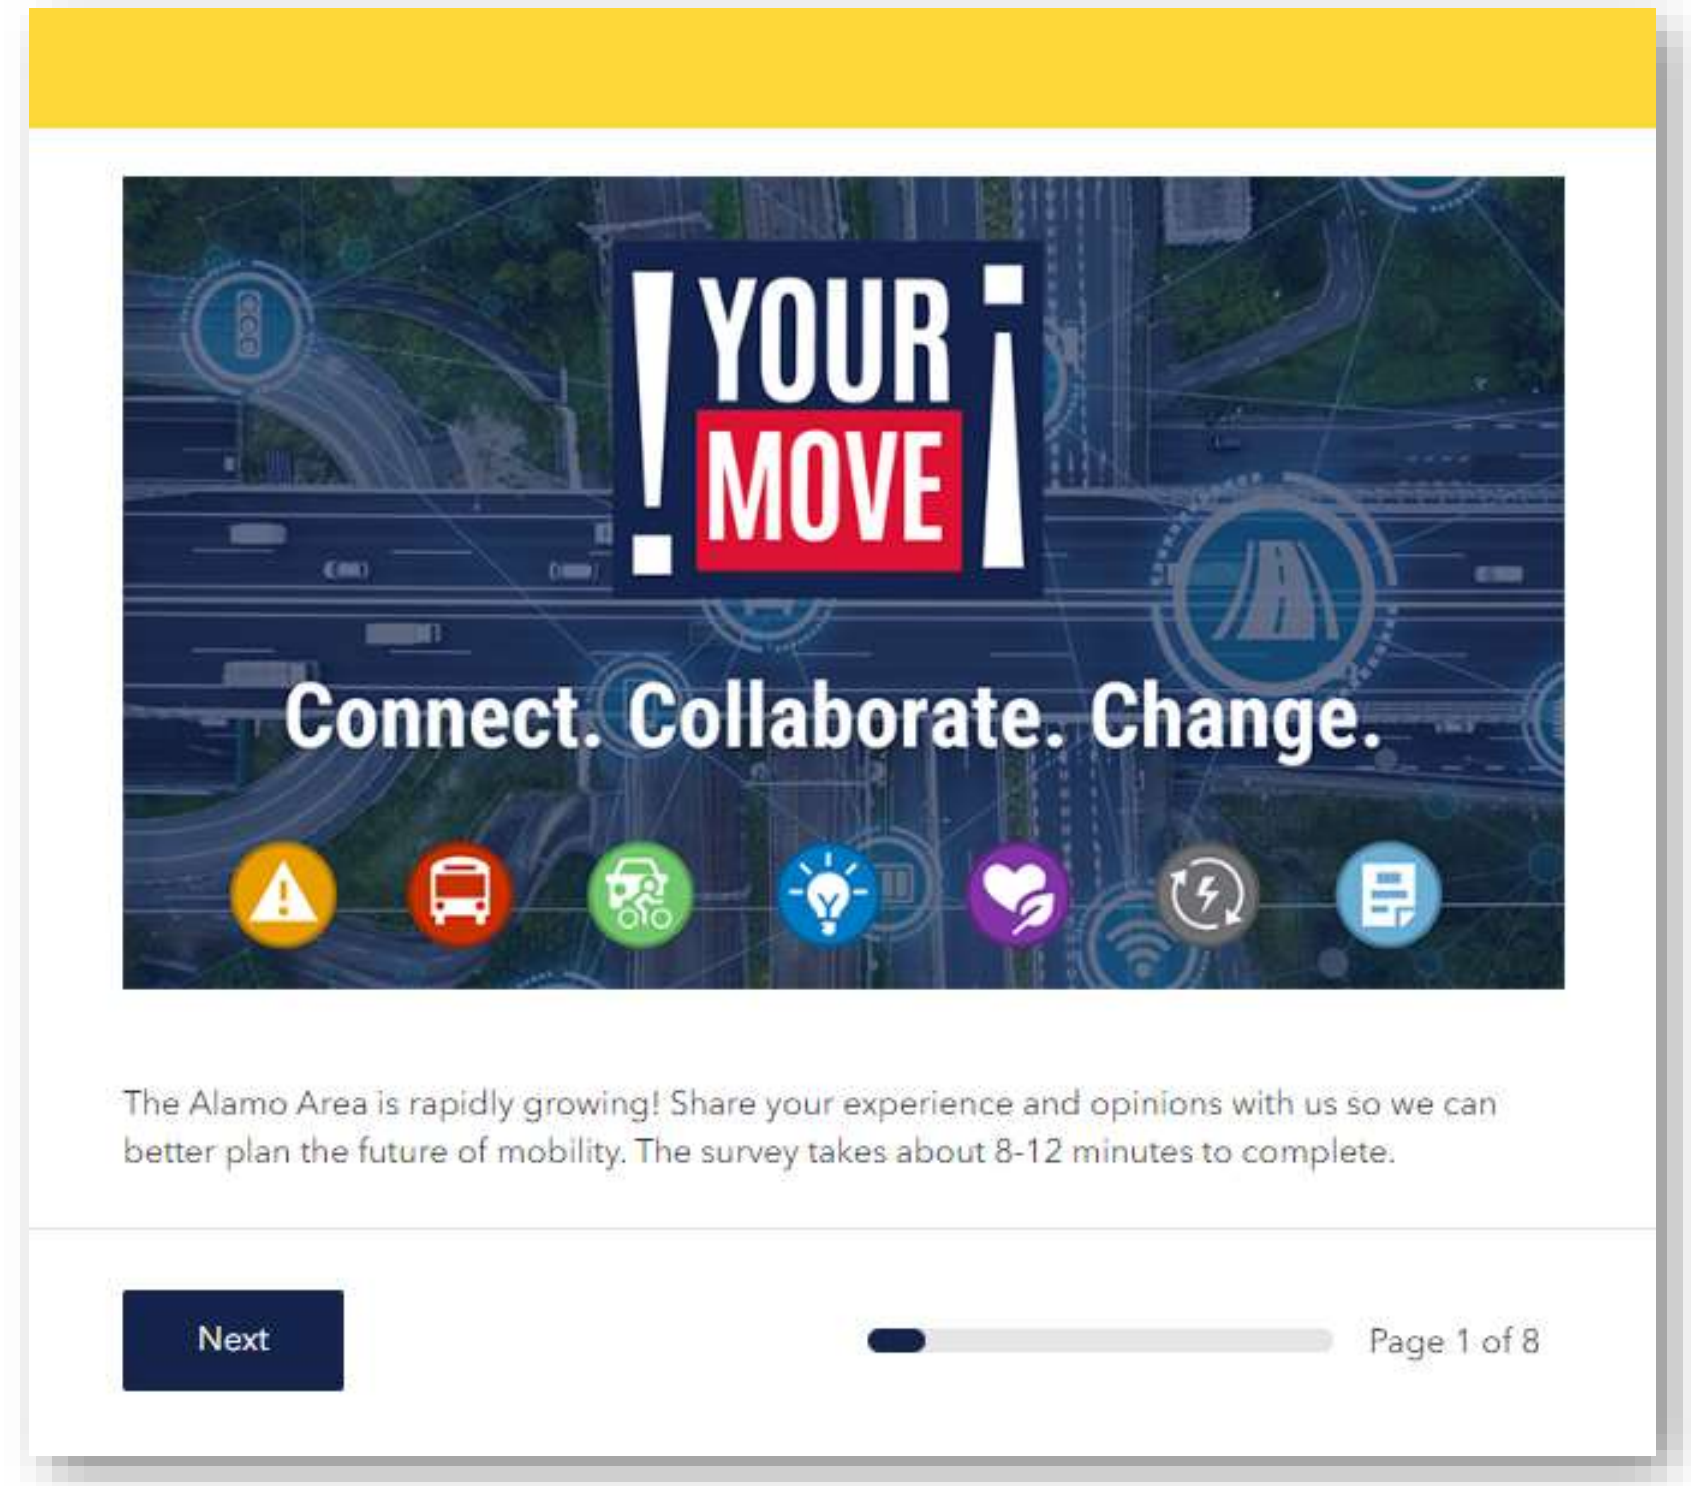 ! YOUR ¡
MOVE
Connect. Collaborate. Change.
The Alamo Area is rapidly growing! Share your experience and opinions with us so we can
better plan the future of mobility. The survey takes about 8-12 minutes to complete.
Next
Page 1 of 8